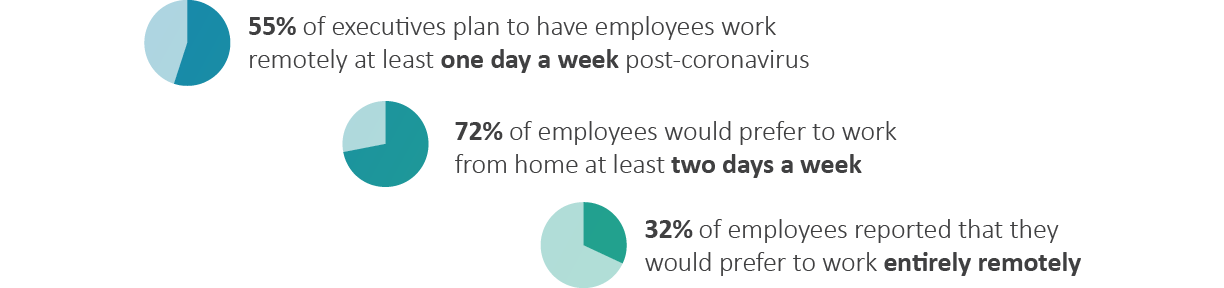 55% of executives plan to have employees work
remotely at least one day a week post-coronavirus
72% of employees would prefer to work
from home at least two days a week
32% of employees reported that they
would prefer to work entirely remotely